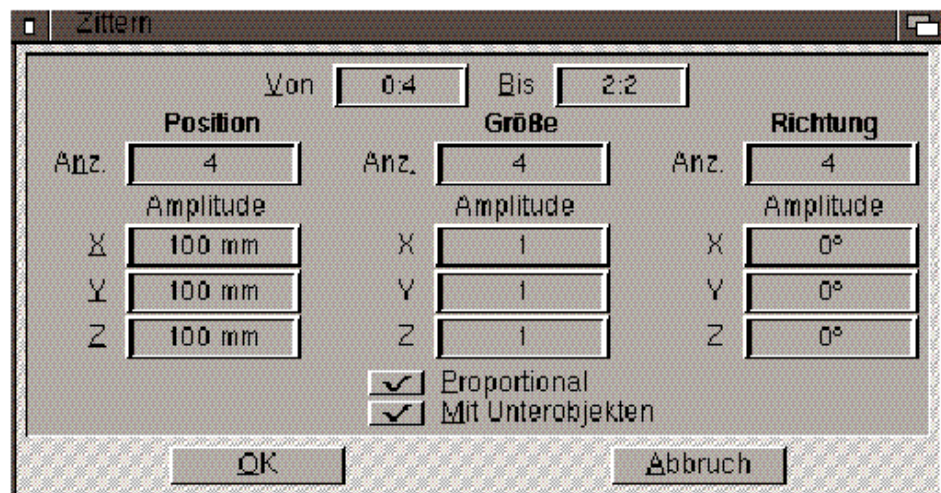 Zittern
Von 0:4 Bis 2:2
Position Größe Richtung
Anz. 4 Anz. 4 Anz. 4
Amplitude Amplitude Amplitude
X 100 mm X 1 X 0°
Y 100 mm Y 1 Y 0°
Z 100 mm Z 1 Z 0°
Proportional
Mit Unterobjekten
OK Abbruch